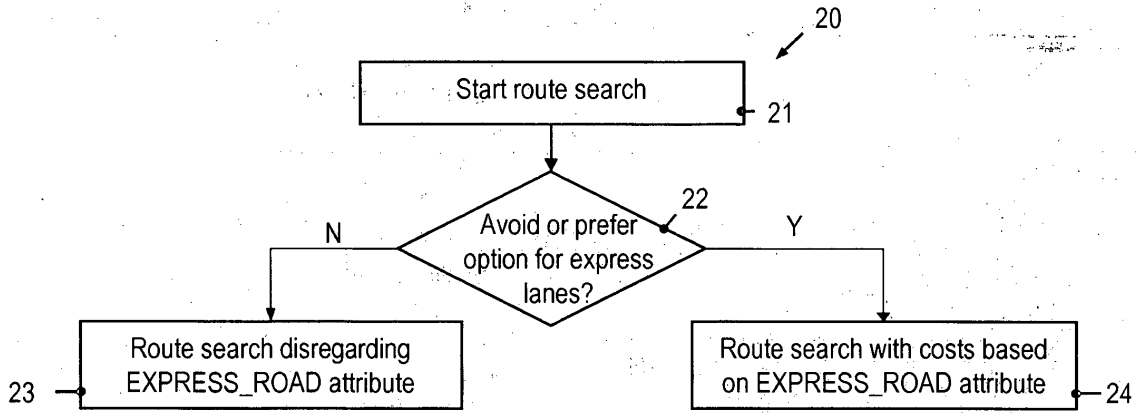 20
Start route search
21
22
Avoid or prefer
option for express
lanes?
N
Y
Route search disregarding
EXPRESS_ROAD attribute
23
Route search with costs based
on EXPRESS_ROAD attribute
24